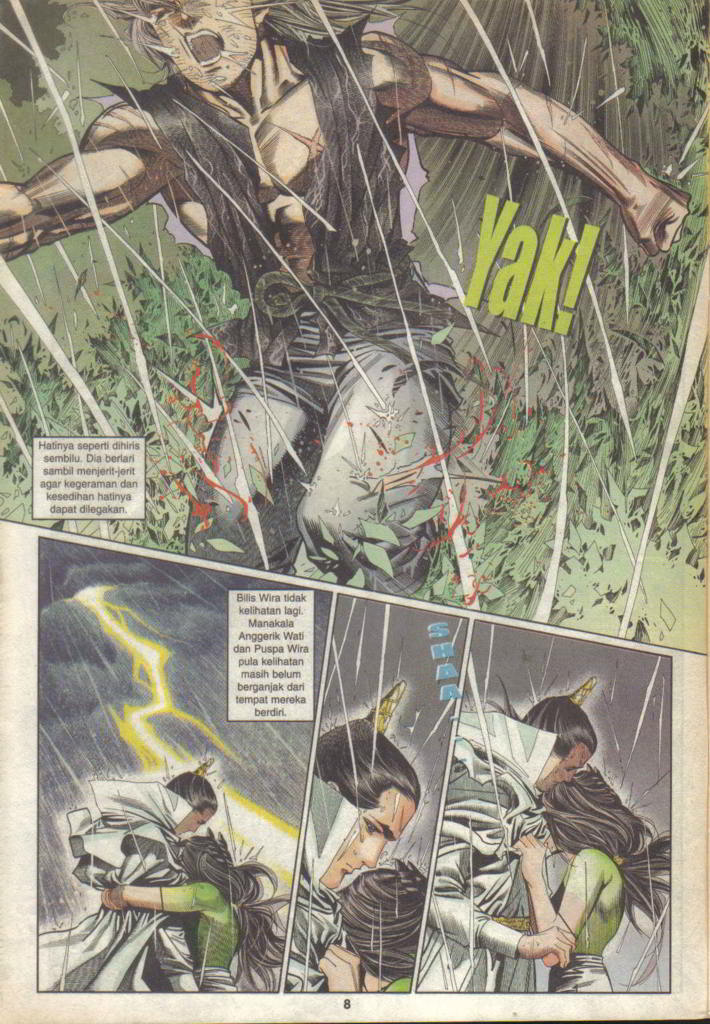 Yak!
Hatinya seperti dihiris
sembilu. Dia berlari
sambil menjerit-jerit
agar kegeraman dan
kesedihan hatinya
dapat dilegakan.
Bilis Wira tidak
kelihatan lagi.
Manakala
Anggerik Wati
dan Puspa Wira
pula kelihatan
masih belum
berganjak dari
tempat mereka
berdiri.
SHAA
8